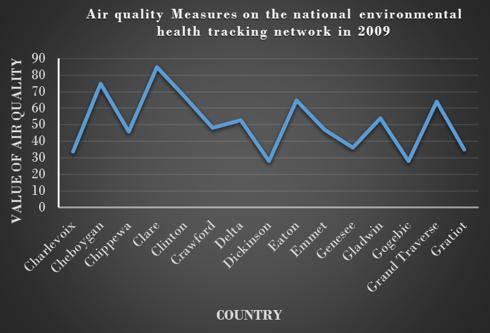 Air quality Measures on the national environmental
health tracking network in 2009
VALUE OF AIR QUALITY
90
80
70
60
50
40
30
20
10
0
Charlevoix
Cheboygan
Chippewa
Clare
Clinton
Crawford
Delta
Dickinson
Eaton
Emmet
Genesee
Gladwin
Gogebic
Grand Traverse
Gratiot
COUNTRY